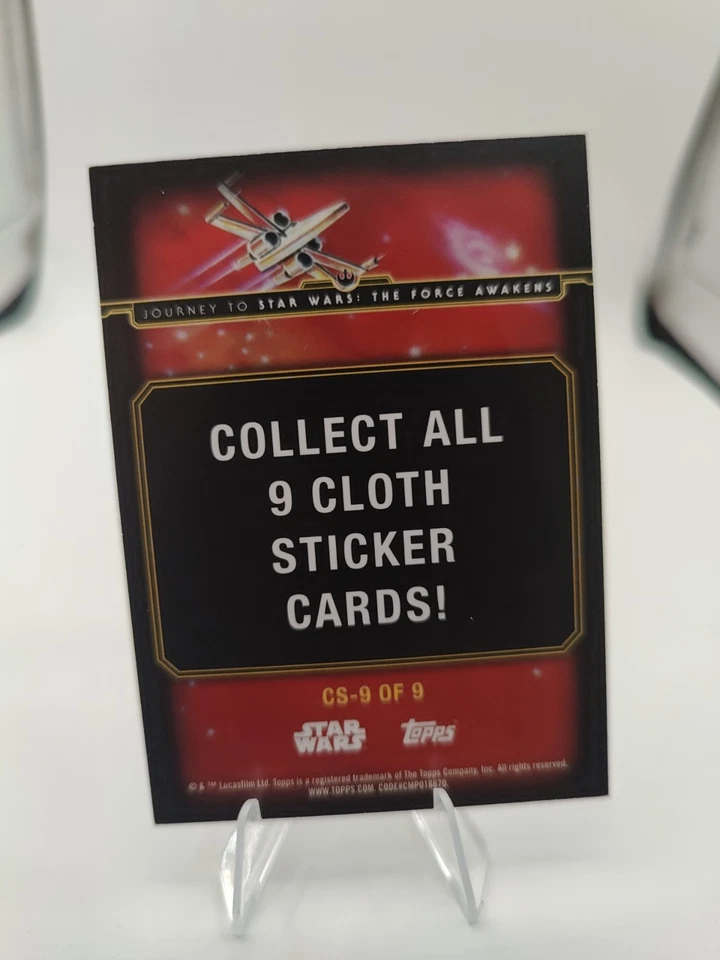 JOURNEY TO STAR WARS: THE FORCE AWAKENS
COLLECT ALL
9 CLOTH
STICKER
CARDS!
CS-9 OF 9
STAR
WARS
Topps
© & ™ Lucasfilm Ltd. Topps is a registered trademark of The Topps Company, Inc. All rights reserved.
WWW.TOPPS.COM. CODE#CMP016670.